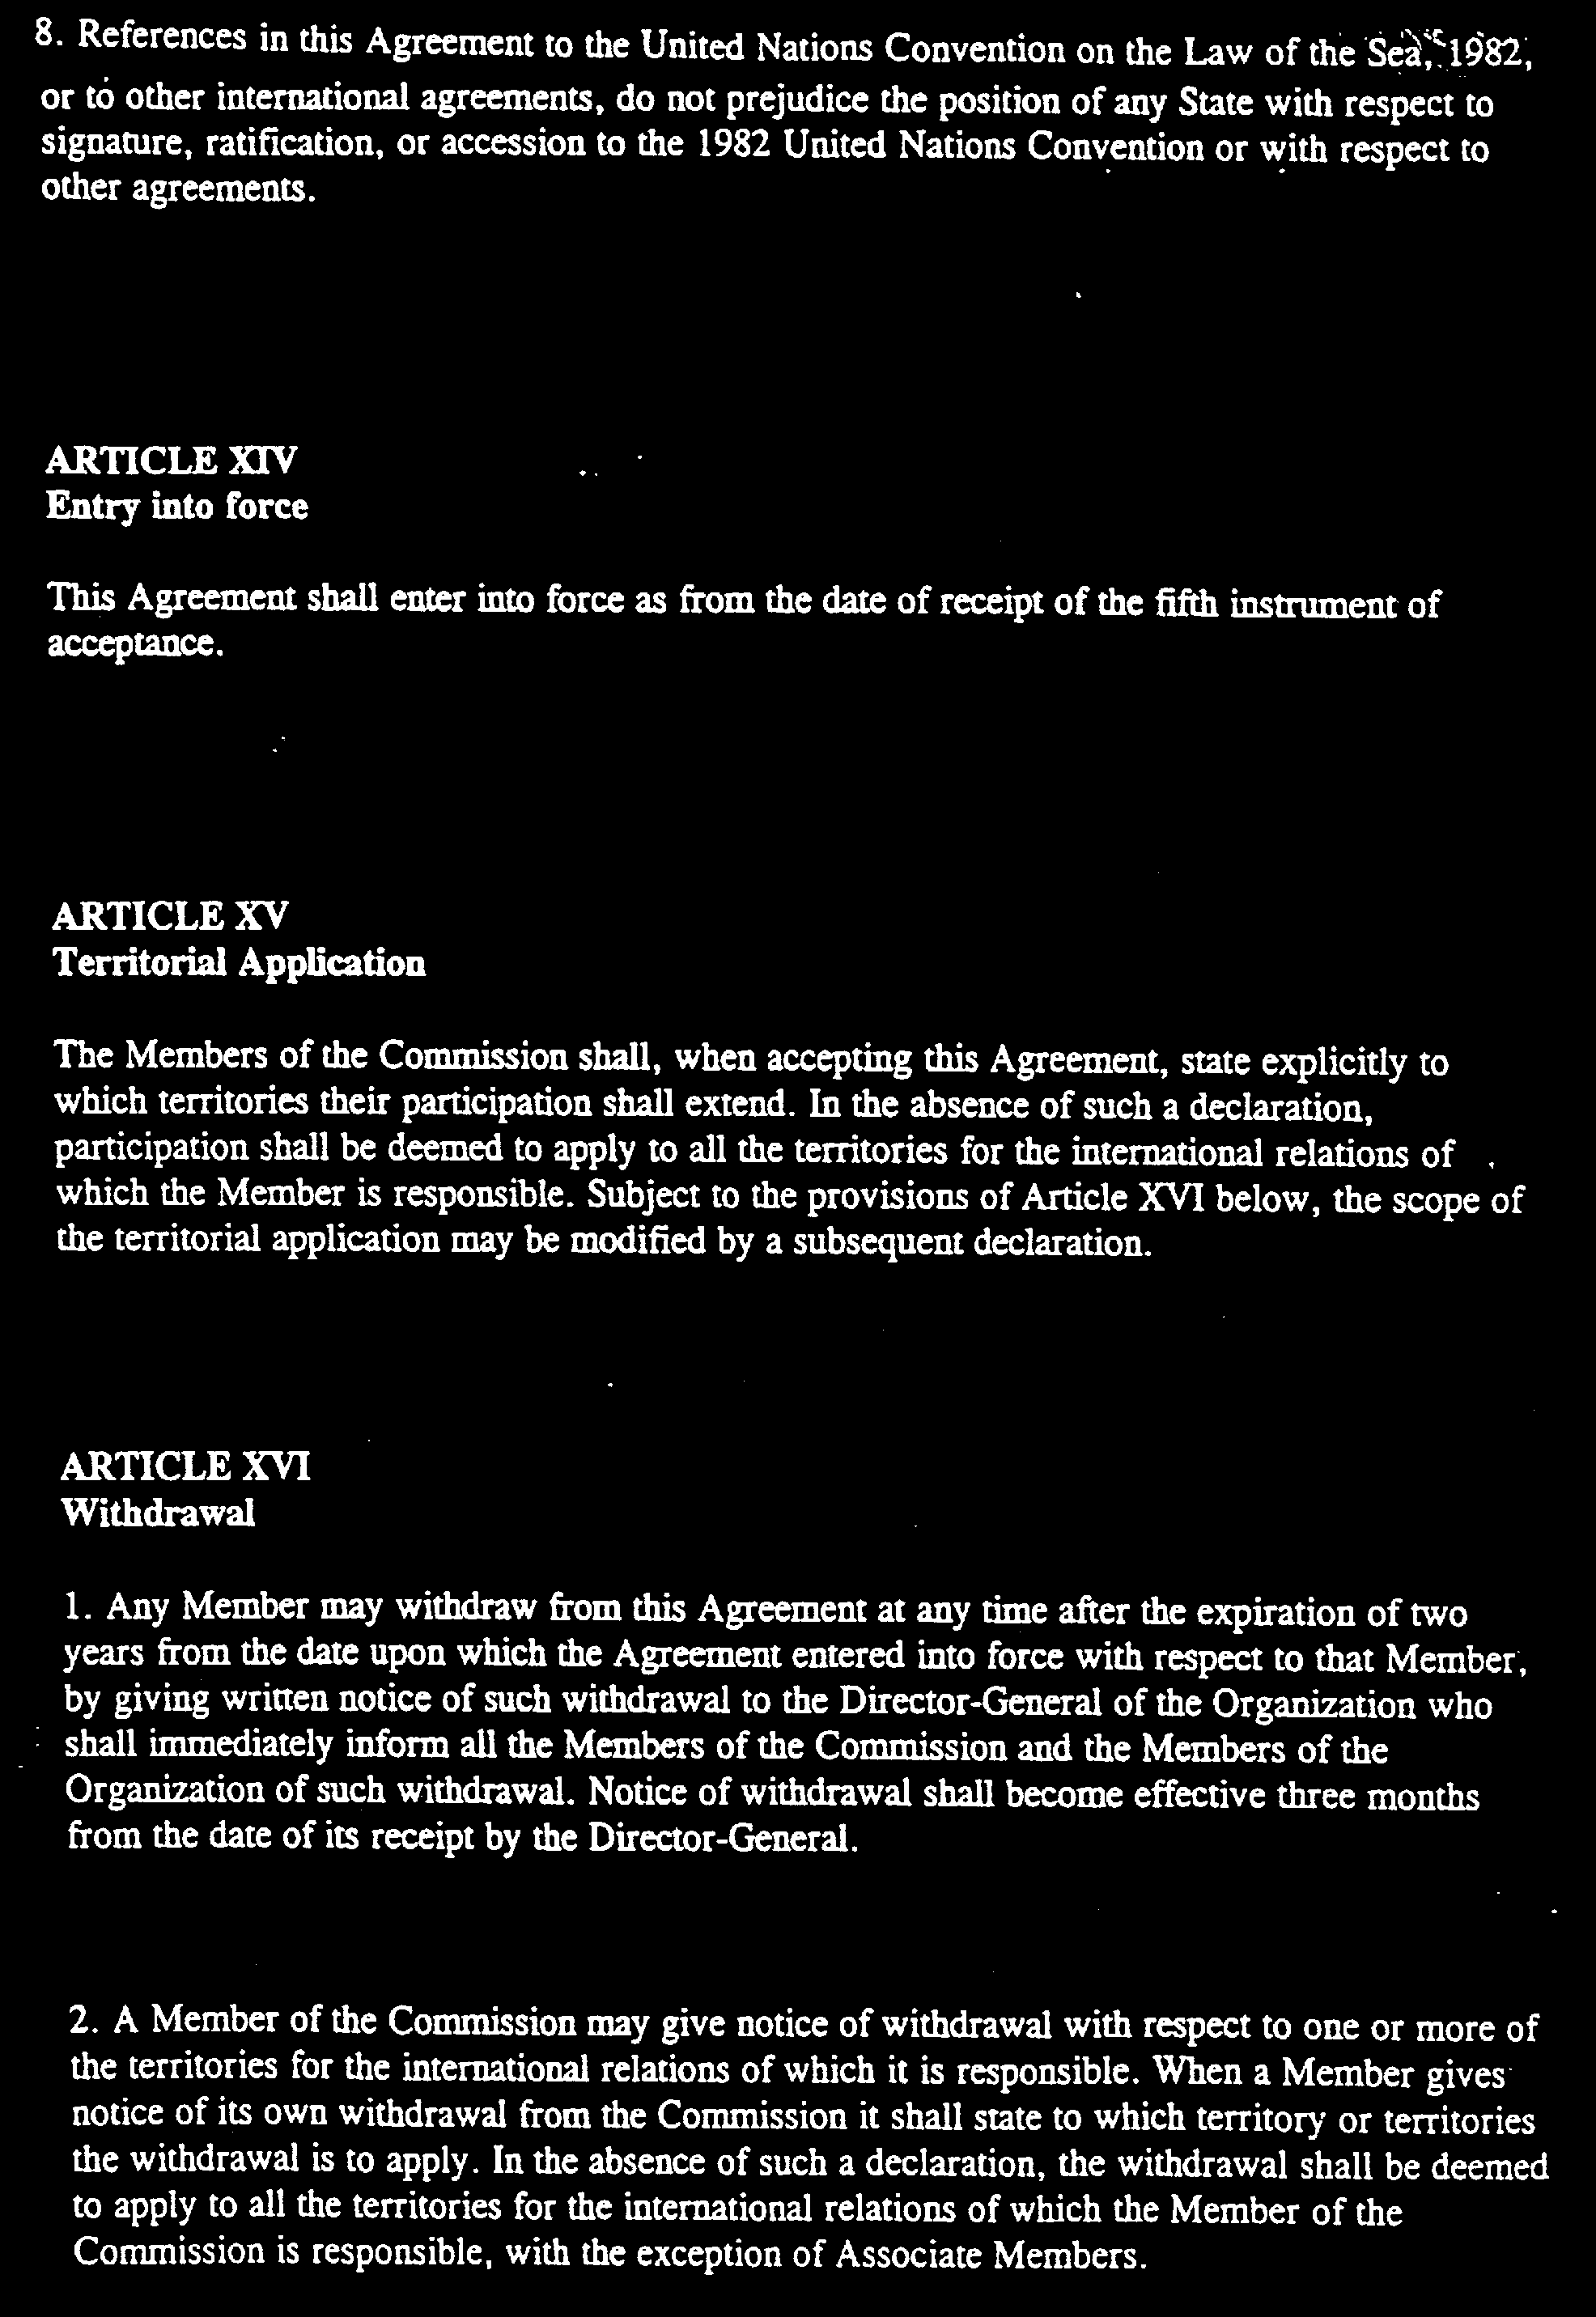 8. References in this Agreement to the United Nations Convention on the Law of the Sea, 1982,
or to other international agreements, do not prejudice the position of any State with respect to
signature, ratification, or accession to the 1982 United Nations Convention or with respect to
other agreements.
ARTICLE XIV
Entry into force
This Agreement shall enter into force as from the date of receipt of the fifth instrument of
acceptance.
ARTICLE XV
Territorial Application
The Members of the Commission shall, when accepting this Agreement, state explicitly to
which territories their participation shall extend. In the absence of such a declaration,
participation shall be deemed to apply to all the territories for the international relations of
which the Member is responsible. Subject to the provisions of Article XVI below, the scope of
the territorial application may be modified by a subsequent declaration.
ARTICLE XVI
Withdrawal
1. Any Member may withdraw from this Agreement at any time after the expiration of two
years from the date upon which the Agreement entered into force with respect to that Member,
by giving written notice of such withdrawal to the Director-General of the Organization who
shall immediately inform all the Members of the Commission and the Members of the
Organization of such withdrawal. Notice of withdrawal shall become effective three months
from the date of its receipt by the Director-General.
2. A Member of the Commission may give notice of withdrawal with respect to one or more of
the territories for the international relations of which it is responsible. When a Member gives
notice of its own withdrawal from the Commission it shall state to which territory or territories
the withdrawal is to apply. In the absence of such a declaration, the withdrawal shall be deemed
to apply to all the territories for the international relations of which the Member of the
Commission is responsible, with the exception of Associate Members.